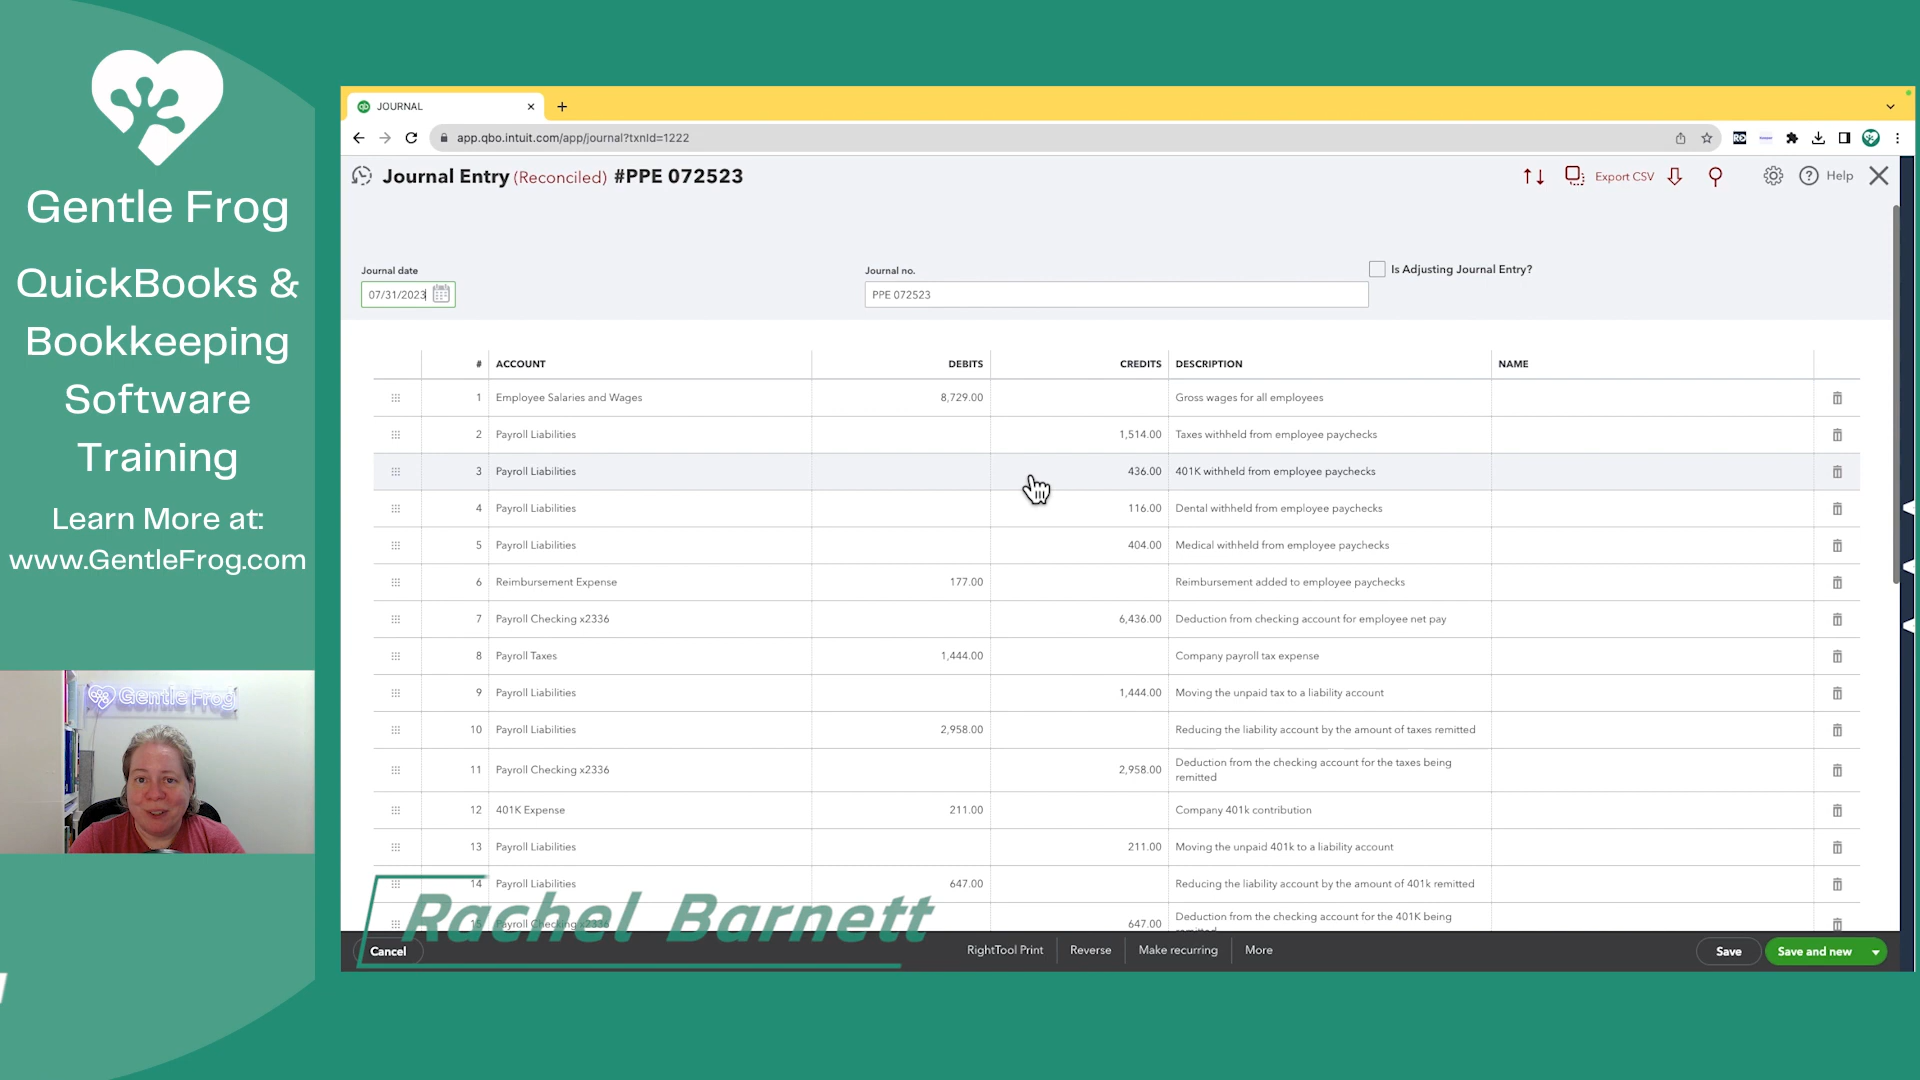 Gentle Frog
QuickBooks &
Bookkeeping
Software
Training
Learn More at:
www.GentleFrog.com
Gentle Frog
JOURNAL
app.qbo.intuit.com/app/journal?txnId=1222
Journal Entry (Reconciled) #PPE 072523
Export CSV
Help
Journal date
07/31/2023
Journal no.
PPE 072523
Is Adjusting Journal Entry?
# ACCOUNT DEBITS CREDITS DESCRIPTION NAME
1 Employee Salaries and Wages 8,729.00 Gross wages for all employees
2 Payroll Liabilities 1,514.00 Taxes withheld from employee paychecks
3 Payroll Liabilities 436.00 401K withheld from employee paychecks
4 Payroll Liabilities 116.00 Dental withheld from employee paychecks
5 Payroll Liabilities 404.00 Medical withheld from employee paychecks
6 Reimbursement Expense 177.00 Reimbursement added to employee paychecks
7 Payroll Checking x2336 6,436.00 Deduction from checking account for employee net pay
8 Payroll Taxes 1,444.00 Company payroll tax expense
9 Payroll Liabilities 1,444.00 Moving the unpaid tax to a liability account
10 Payroll Liabilities 2,958.00 Reducing the liability account by the amount of taxes remitted
11 Payroll Checking x2336 2,958.00 Deduction from the checking account for the taxes being
remitted
12 401K Expense 211.00 Company 401k contribution
13 Payroll Liabilities 211.00 Moving the unpaid 401k to a liability account
14 Payroll Liabilities 647.00 Reducing the liability account by the amount of 401k remitted
15 Payroll Checking x2336 647.00 Deduction from the checking account for the 401K being
remitted
Rachel Barnett
Cancel
RightTool Print
Reverse
Make recurring
More
Save
Save and new